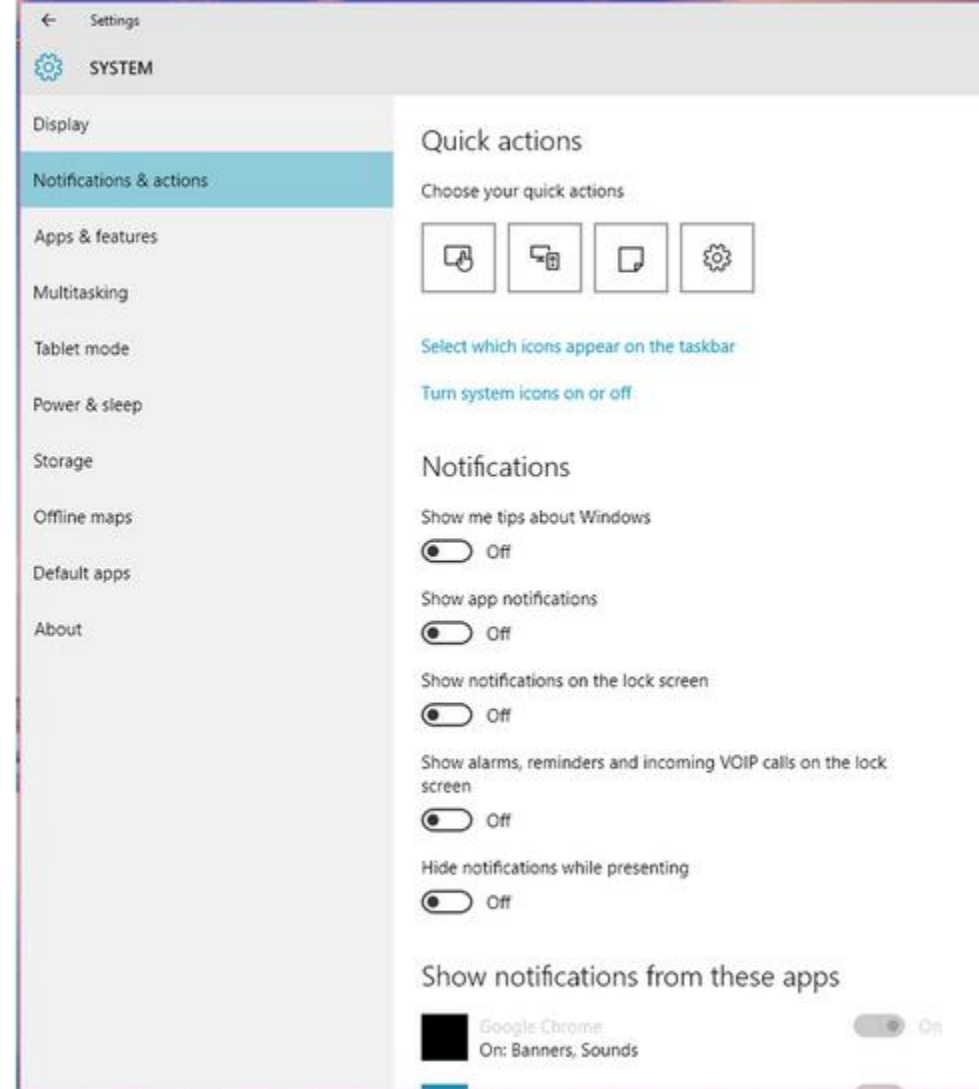 Settings
SYSTEM
Display
Notifications & actions
Apps & features
Multitasking
Tablet mode
Power & sleep
Storage
Offline maps
Default apps
About
Quick actions
Choose your quick actions
Select which icons appear on the taskbar
Turn system icons on or off
Notifications
Show me tips about Windows
Off
Show app notifications
Off
Show notifications on the lock screen
Off
Show alarms, reminders and incoming VOIP calls on the lock
screen
Off
Hide notifications while presenting
Off
Show notifications from these apps
Google Chrome
On
On: Banners, Sounds